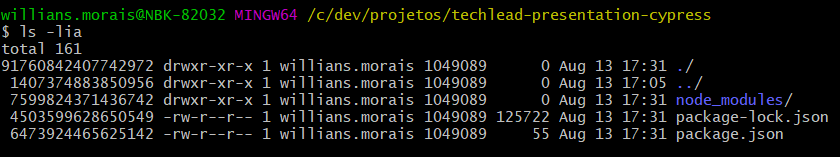 willians.morais@NBK-82032 MINGW64 /c/dev/projetos/techlead-presentation-cypress
$ ls -lia
total 161
91760842407742972 drwxr-xr-x 1 willians.morais 1049089      0 Aug 13 17:31 ./
 1407374883850956 drwxr-xr-x 1 willians.morais 1049089      0 Aug 13 17:05 ../
 7599824371436742 drwxr-xr-x 1 willians.morais 1049089      0 Aug 13 17:31 node_modules/
 4503599628650549 -rw-r--r-- 1 willians.morais 1049089 125722 Aug 13 17:31 package-lock.json
 6473924465625142 -rw-r--r-- 1 willians.morais 1049089     55 Aug 13 17:31 package.json